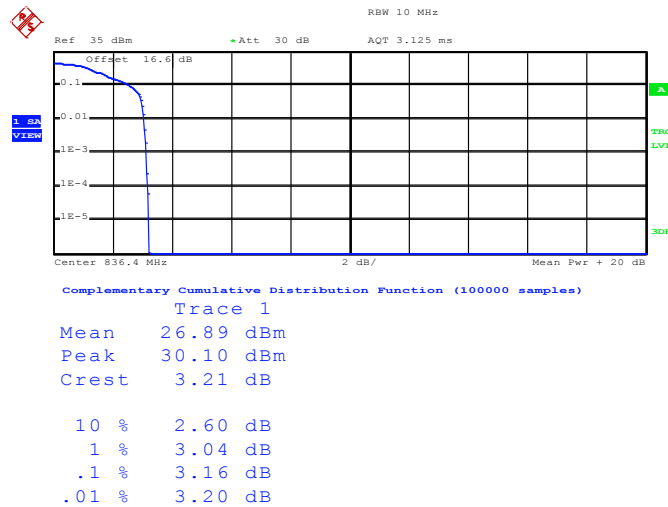 RBW 10 MHz
Ref 35 dBm *Att 30 dB AQT 3.125 ms
Offset 16.6 dB
0.1
A
0.01
1 SA
VIEW
TRG
LVL
1E-3
1E-4
1E-5
3DB
Center 836.4 MHz 2 dB/ Mean Pwr + 20 dB
Complementary Cumulative Distribution Function (100000 samples)
Trace 1
Mean 26.89 dBm
Peak 30.10 dBm
Crest 3.21 dB
10 % 2.60 dB
1 % 3.04 dB
.1 % 3.16 dB
.01 % 3.20 dB